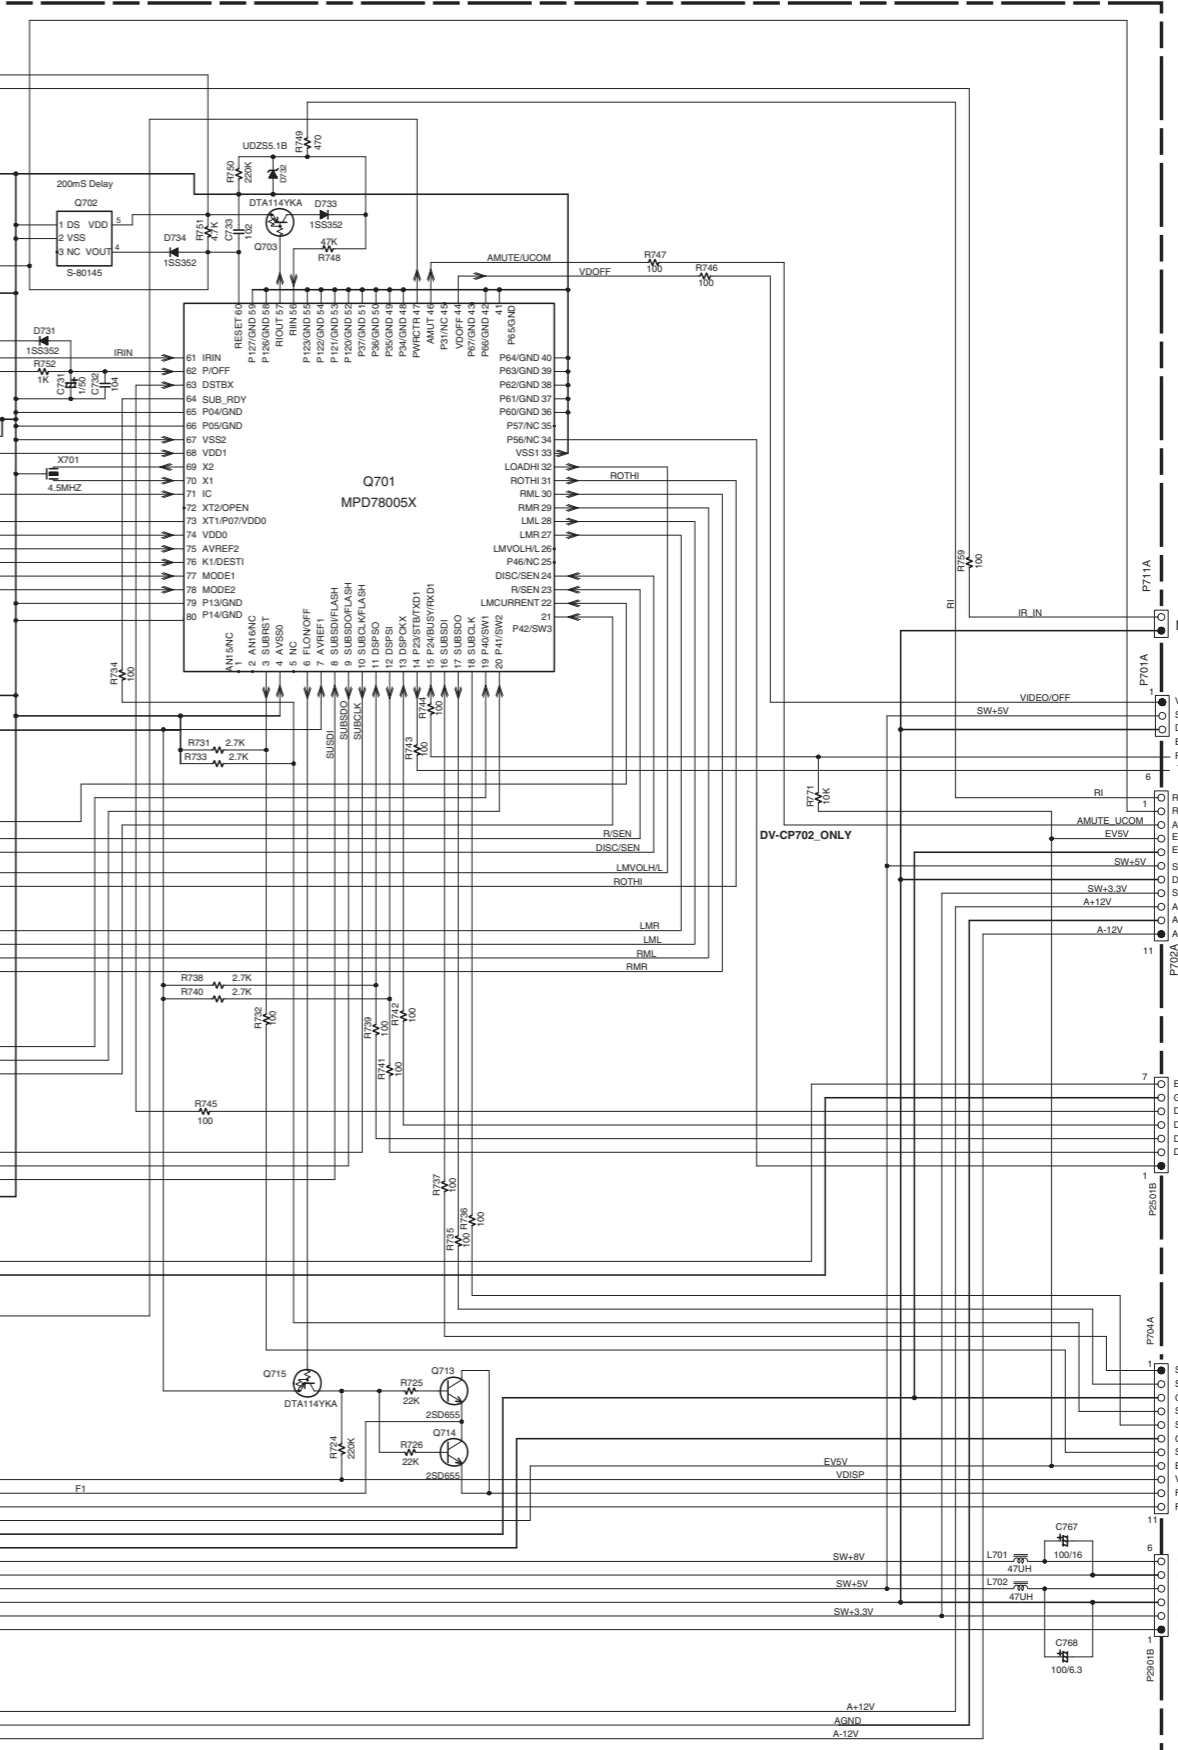 R749
470
UDZS5.1B
R750
220K
D732
200mS Delay
Q702
1 DS VDD 5
2 VSS
3 NC VOUT 4
S-80145
D734
1SS352
R751
4.7K
C733
102
DTA114YKA
Q703
D733
1SS352
47K
R748
AMUTE/UCOM
R747
100
VDOFF
R746
100
D731
1SS352
R752
1K
C731
1/50
C732
104
IRIN
X701
4.5MHZ
RESET 60
P127/GND 59
P126/GND 58
RIOUT 57
RIIN 56
P123/GND 55
P122/GND 54
P121/GND 53
P120/GND 52
P37/GND 51
P36/GND 50
P35/GND 49
P34/GND 48
PWRCTR 47
AMUT 46
P31/NC 45
VDOFF 44
P67/GND 43
P66/GND 42
41
P65/GND
61 IRIN
62 P/OFF
63 DSTBX
64 SUB_RDY
65 P04/GND
66 P05/GND
67 VSS2
68 VDD1
69 X2
70 X1
71 IC
72 XT2/OPEN
73 XT1/P07/VDD0
74 VDD0
75 AVREF2
76 K1/DESTI
77 MODE1
78 MODE2
79 P13/GND
80 P14/GND
Q701
MPD78005X
P64/GND 40
P63/GND 39
P62/GND 38
P61/GND 37
P60/GND 36
P57/NC 35
P56/NC 34
VSS1 33
LOADHI 32
ROTHI 31
RML 30
RMR 29
LML 28
LMR 27
LMVOLH/L 26
P46/NC 25
DISC/SEN 24
R/SEN 23
LMCURRENT 22
21
P42/SW3
ROTHI
AN15/NC
1
AN16/NC
2
SUBRST
3
AVSS0
4
NC
5
FLON/OFF
6
AVREF1
7
SUBSDI/FLASH
8
SUBSDO/FLASH
9
SUBCLK/FLASH
10
DSPSO
11
DSPSI
12
DSPCKX
13
P23/STB/TXD1
14
P24/BUSY/RXD1
15
SUBSDI
16
SUBSDO
17
SUBCLK
18
P40/SW1
19
P41/SW2
20
R759
100
RI
IR_IN
P711A
P701A
1
VIDEO/OFF
SW+5V
6
R734
100
R731 2.7K
R733 2.7K
SUSDI
SUBSDO
SUBCLK
R743
100
R744
100
R771
10K
DV-CP702_ONLY
RI
1
AMUTE_UCOM
EV5V
SW+5V
SW+3.3V
A+12V
A-12V
11
P702A
R/SEN
DISC/SEN
LMVOLH/L
ROTHI
LMR
LML
RML
RMR
R738 2.7K
R740 2.7K
R732
100
R739
100
R742
100
R741
100
R745
100
7
1
P2501B
R737
100
R735
100
R736
100
P704A
1
Q715
DTA114YKA
R724
220K
R725
22K
R726
22K
Q713
2SD655
Q714
2SD655
F1
EV5V
VDISP
11
C767
100/16
6
SW+8V
L701
47UH
SW+5V
L702
47UH
SW+3.3V
C768
100/6.3
1
P2901B
A+12V
AGND
A-12V